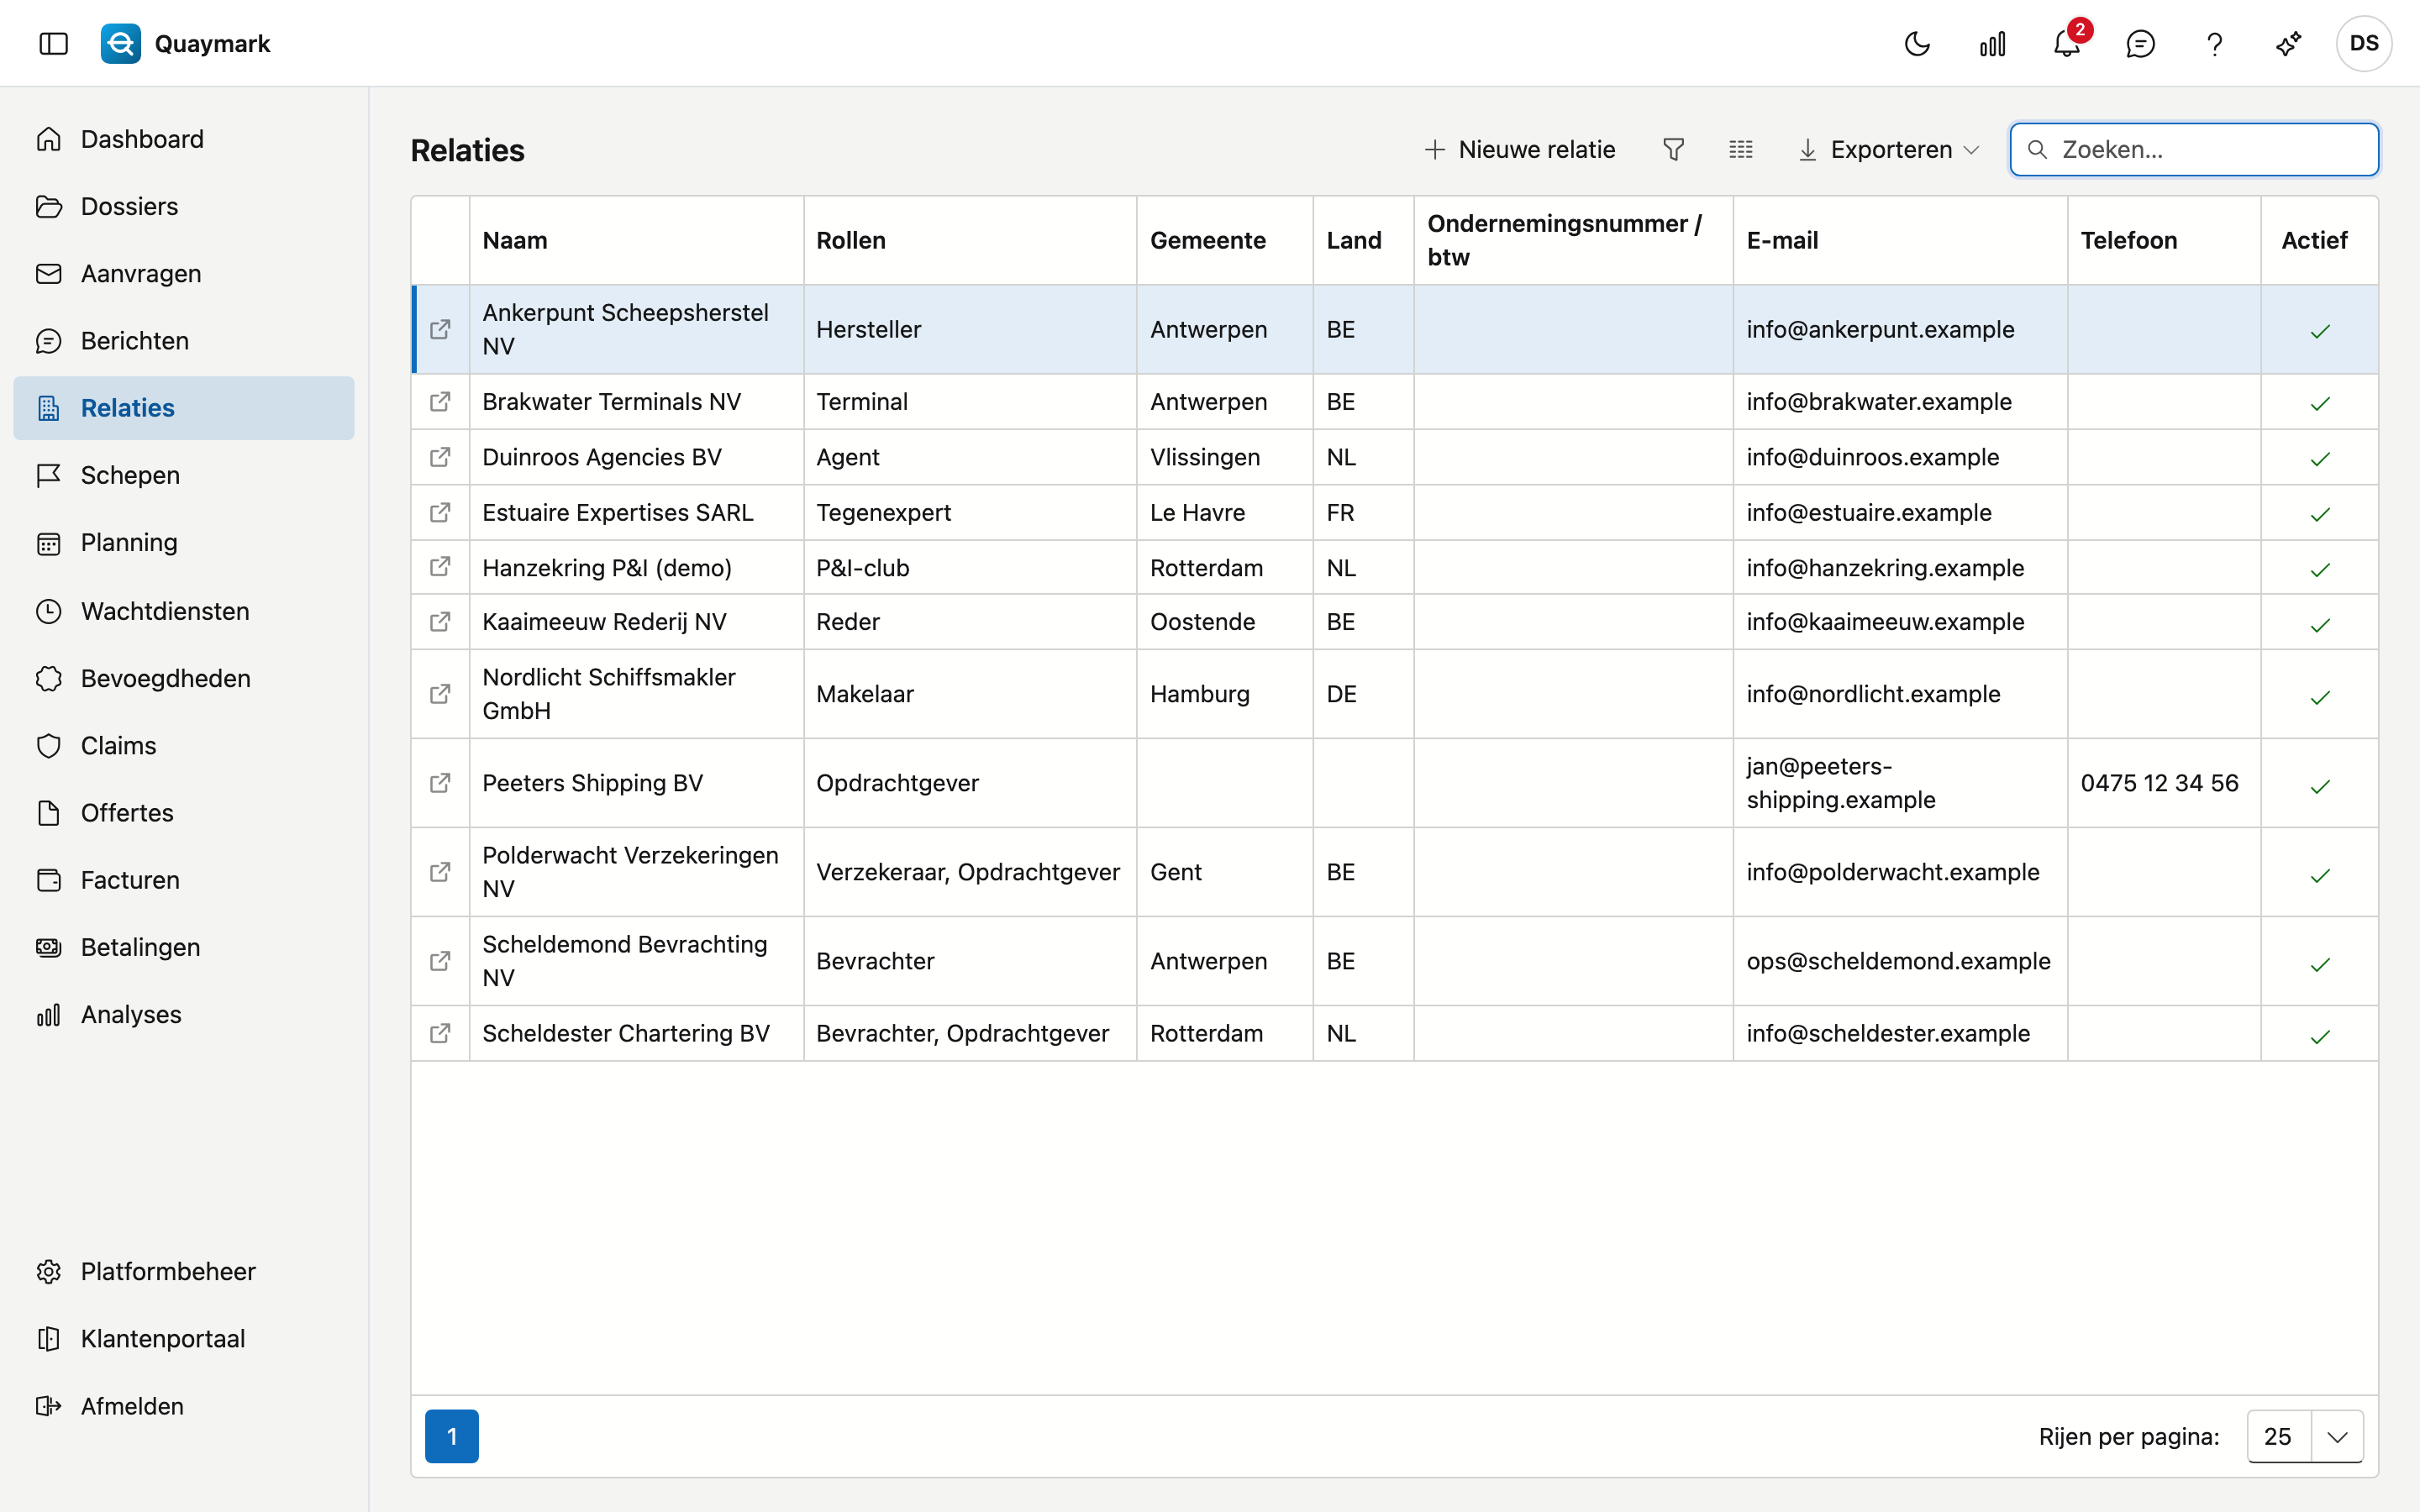 Quaymark
2
DS
Dashboard
Dossiers
Aanvragen
Berichten
Relaties
Schepen
Planning
Wachtdiensten
Bevoegdheden
Claims
Offertes
Facturen
Betalingen
Analyses
Platformbeheer
Klantenportaal
Afmelden
Relaties
Nieuwe relatie
Exporteren
Zoeken...
Naam Rollen Gemeente Land Ondernemingsnummer / btw E-mail Telefoon Actief
Ankerpunt Scheepsherstel NV Hersteller Antwerpen BE info@ankerpunt.example
Brakwater Terminals NV Terminal Antwerpen BE info@brakwater.example
Duinroos Agencies BV Agent Vlissingen NL info@duinroos.example
Estuaire Expertises SARL Tegenexpert Le Havre FR info@estuaire.example
Hanzekring P&I (demo) P&I-club Rotterdam NL info@hanzekring.example
Kaaimeeuw Rederij NV Reder Oostende BE info@kaaimeeuw.example
Nordlicht Schiffsmakler GmbH Makelaar Hamburg DE info@nordlicht.example
Peeters Shipping BV Opdrachtgever jan@peeters-shipping.example 0475 12 34 56
Polderwacht Verzekeringen NV Verzekeraar, Opdrachtgever Gent BE info@polderwacht.example
Scheldemond Bevrachting NV Bevrachter Antwerpen BE ops@scheldemond.example
Scheldester Chartering BV Bevrachter, Opdrachtgever Rotterdam NL info@scheldester.example
1
Rijen per pagina: 25